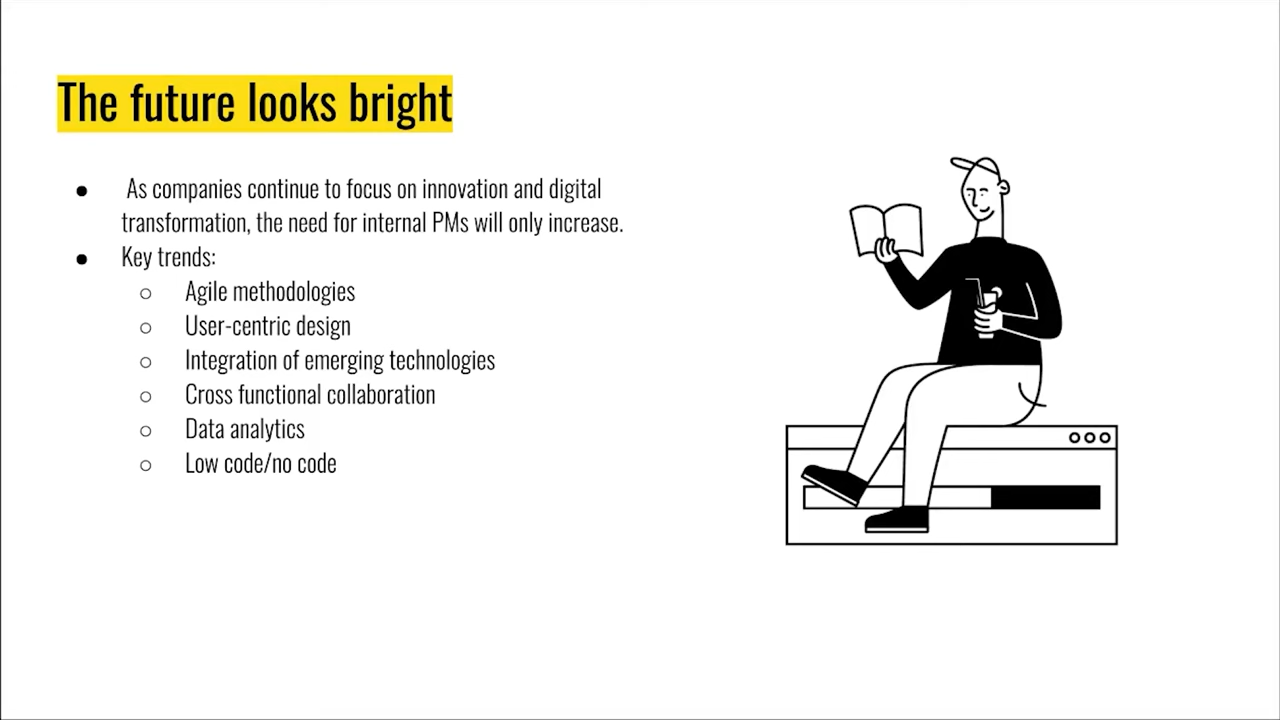 The future looks bright
● As companies continue to focus on innovation and digital
transformation, the need for internal PMs will only increase.
● Key trends:
○ Agile methodologies
○ User-centric design
○ Integration of emerging technologies
○ Cross functional collaboration
○ Data analytics
○ Low code/no code